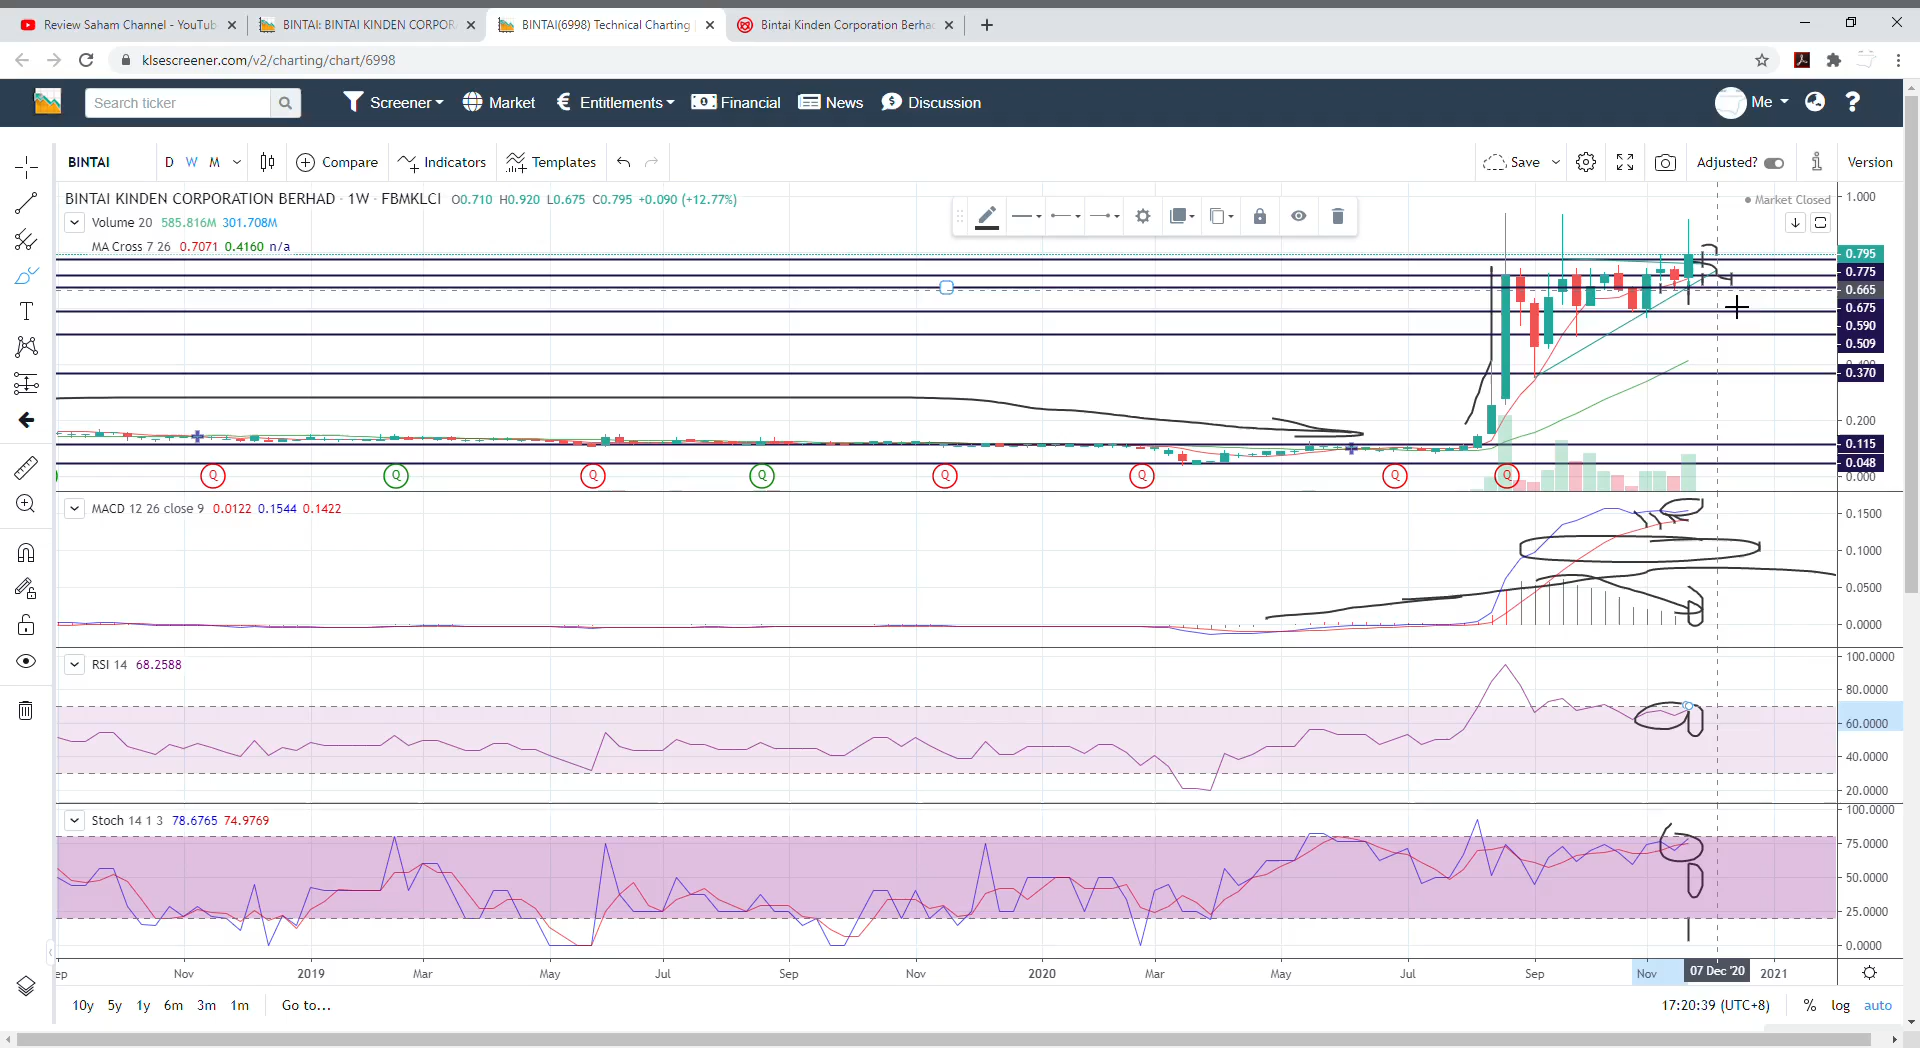 Review Saham Channel - YouTub
BINTAI: BINTAI KINDEN CORPOR
BINTAI(6998) Technical Charting
Bintai Kinden Corporation Berha
klsescreener.com/v2/charting/chart/6998
Search ticker
Screener
Market
Entitlements
Financial
News
Discussion
Me
BINTAI
D W M
Compare
Indicators
Templates
Save
Adjusted?
Version
BINTAI KINDEN CORPORATION BERHAD · 1W · FBMKLCI O0.710 H0.920 L0.675 C0.795 +0.090 (+12.77%)
Market Closed
Volume 20 585.816M 301.708M
MA Cross 7 26 0.7071 0.4160 n/a
1.000
0.795
0.775
0.665
0.675
0.590
0.509
0.400
0.370
0.200
0.115
0.048
0.000
Q Q Q Q Q Q Q Q
MACD 12 26 close 9 0.0122 0.1544 0.1422
0.1500
0.1000
0.0500
0.0000
RSI 14 68.2588
100.0000
80.0000
60.0000
40.0000
20.0000
Stoch 14 1 3 78.6765 74.9769
100.0000
75.0000
50.0000
25.0000
0.0000
ep Nov 2019 Mar May Jul Sep Nov 2020 Mar May Jul Sep Nov 07 Dec '20 2021
10y 5y 1y 6m 3m 1m Go to...
17:20:39 (UTC+8) % log auto